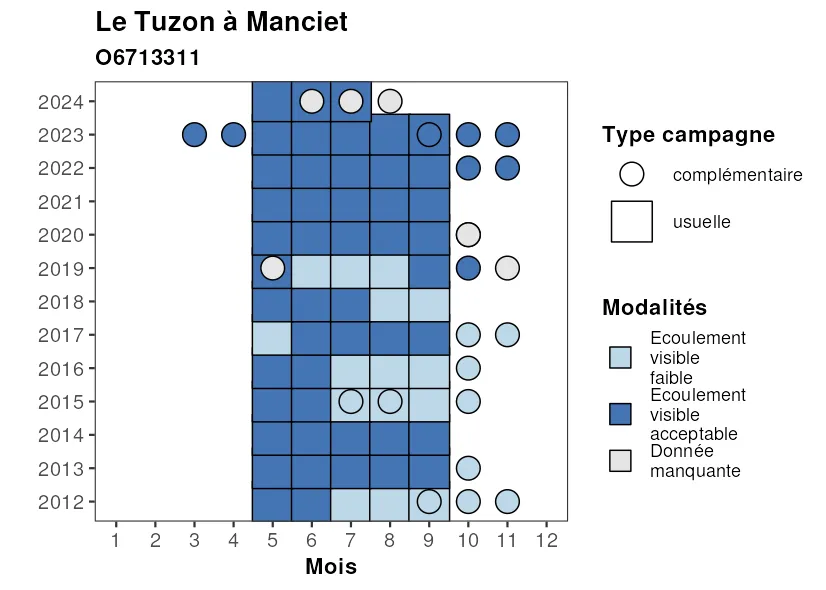 Le Tuzon à Manciet
O6713311
2024
2023
2022
2021
2020
2019
2018
2017
2016
2015
2014
2013
2012
1 2 3 4 5 6 7 8 9 10 11 12
Mois
Type campagne
complémentaire
usuelle
Modalités
Ecoulement
visible
faible
Ecoulement
visible
acceptable
Donnée
manquante